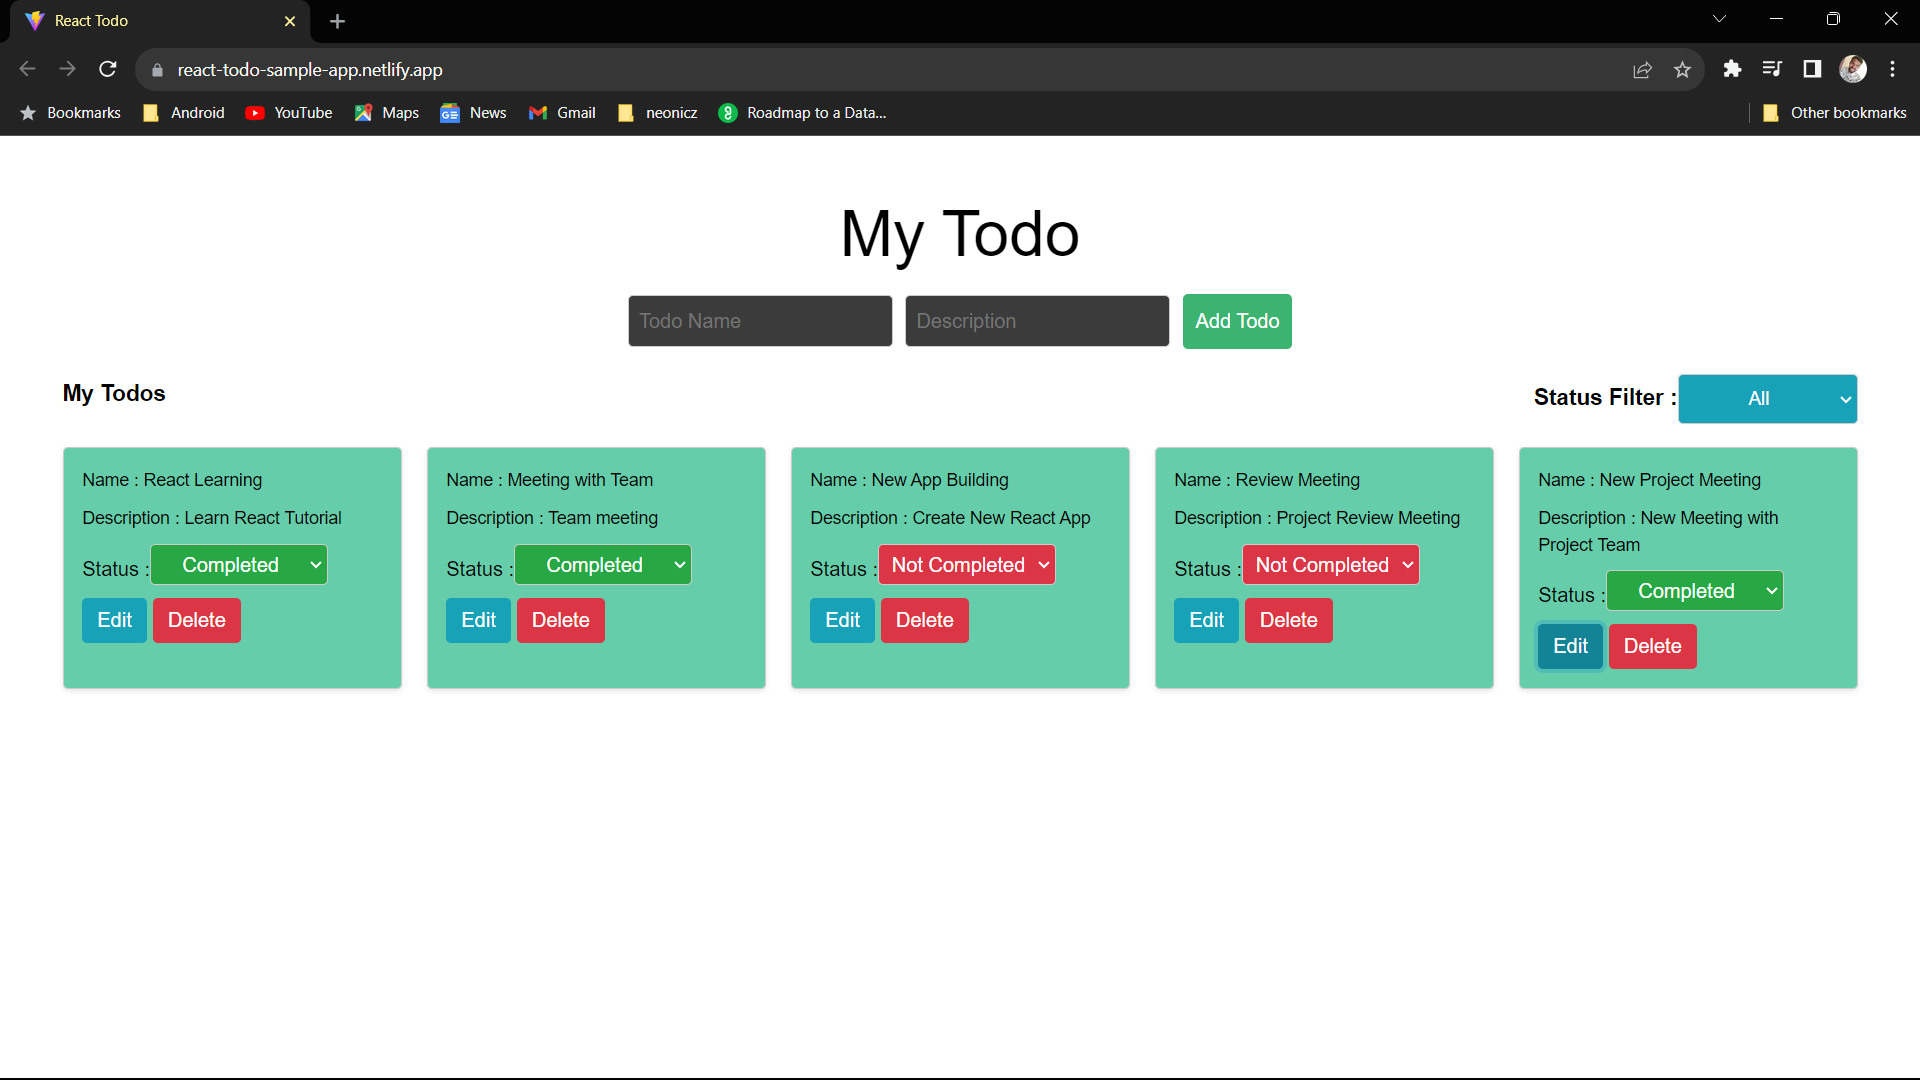 React Todo
react-todo-sample-app.netlify.app
Bookmarks Android YouTube Maps News Gmail neonicz Roadmap to a Data... Other bookmarks
My Todo
Todo Name Description Add Todo
My Todos Status Filter : All
Name : React Learning
Description : Learn React Tutorial
Status : Completed
Edit Delete
Name : Meeting with Team
Description : Team meeting
Status : Completed
Edit Delete
Name : New App Building
Description : Create New React App
Status : Not Completed
Edit Delete
Name : Review Meeting
Description : Project Review Meeting
Status : Not Completed
Edit Delete
Name : New Project Meeting
Description : New Meeting with
Project Team
Status : Completed
Edit Delete